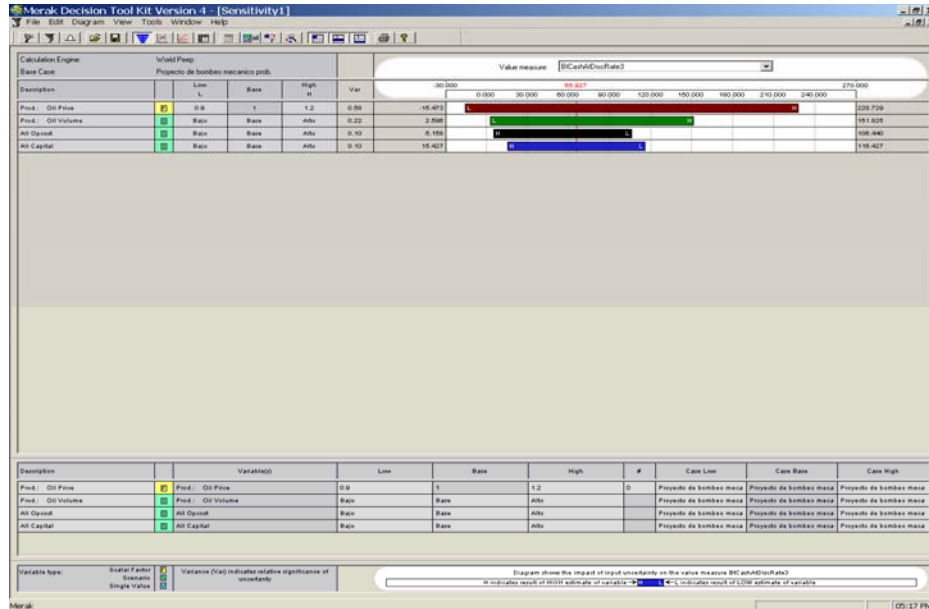 Merak Decision Tool Kit Version 4 - [Sensitivity1]
File Edit Diagram View Tools Window Help
Calculation Engine: World Peep
Base Case: Proyecto de bombeo mecanico prob.
Value measure: BtCashAtDiscRate3
Description Low L Base High H Var
-30.000 270.000
0.000 30.000 60.000 90.000 120.000 150.000 180.000 210.000 240.000
Prod.: Oil Price 0.9 1 1.2 0.58 -15.473 L H 228.729
Prod.: Oil Volume Bajo Base Alto 0.22 L H
All Opcost Bajo Base Alto 0.10 H L
All Capital Bajo Base Alto 0.10 15.427 H L 116.427
Description Variable(s) Low Base High # Case Low Case Base Case High
Prod.: Oil Price Prod.: Oil Price 0.9 1 1.2 0 Proyecto de bombeo meca Proyecto de bombeo meca Proyecto de bombeo meca
Prod.: Oil Volume Prod.: Oil Volume Bajo Base Alto Proyecto de bombeo meca Proyecto de bombeo meca Proyecto de bombeo meca
All Opcost All Opcost Bajo Base Alto Proyecto de bombeo meca Proyecto de bombeo meca Proyecto de bombeo meca
All Capital All Capital Bajo Base Alto Proyecto de bombeo meca Proyecto de bombeo meca Proyecto de bombeo meca
Variable type: Scalar Factor
Scenario
Single Value
Variance (Var) indicates relative significance of
uncertainty
Diagram shows the impact of input uncertainty on the value measure BtCashAtDiscRate3
H indicates result of HIGH estimate of variable H L L indicates result of LOW estimate of variable
Merak 05:17 PM